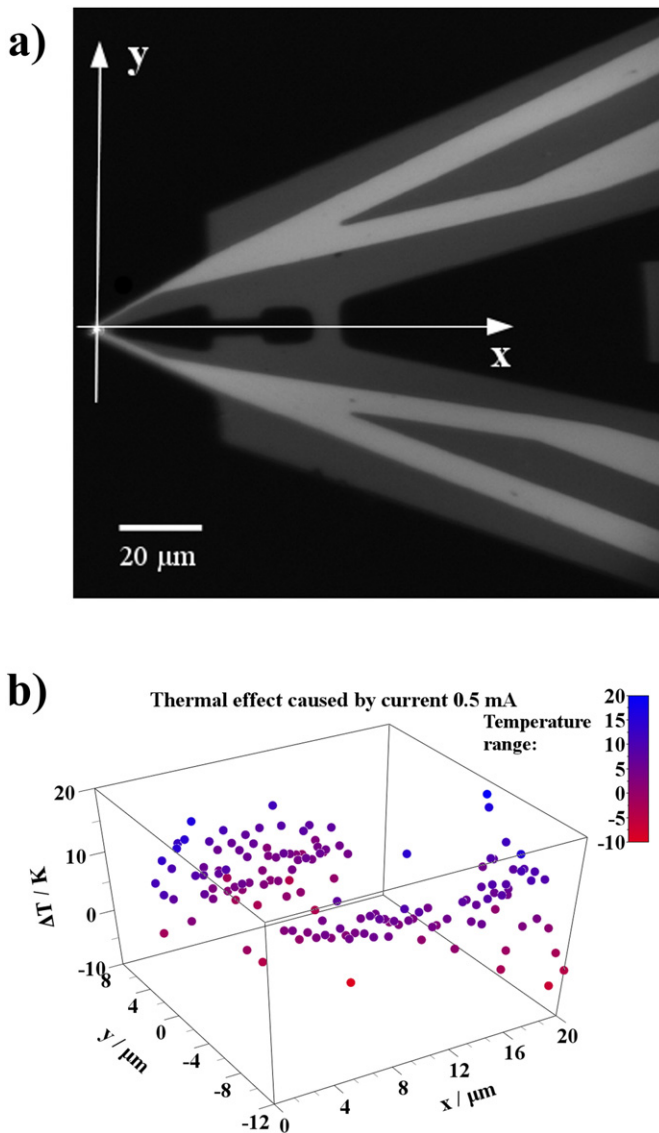 a)
y
x
20 μm
b)
Thermal effect caused by current 0.5 mA
Temperature
range:
20
15
10
5
0
-5
-10
20
10
0
-10
ΔT / K
8
4
0
-4
-8
-12
y / μm
0
4
8
12
16
20
x / μm